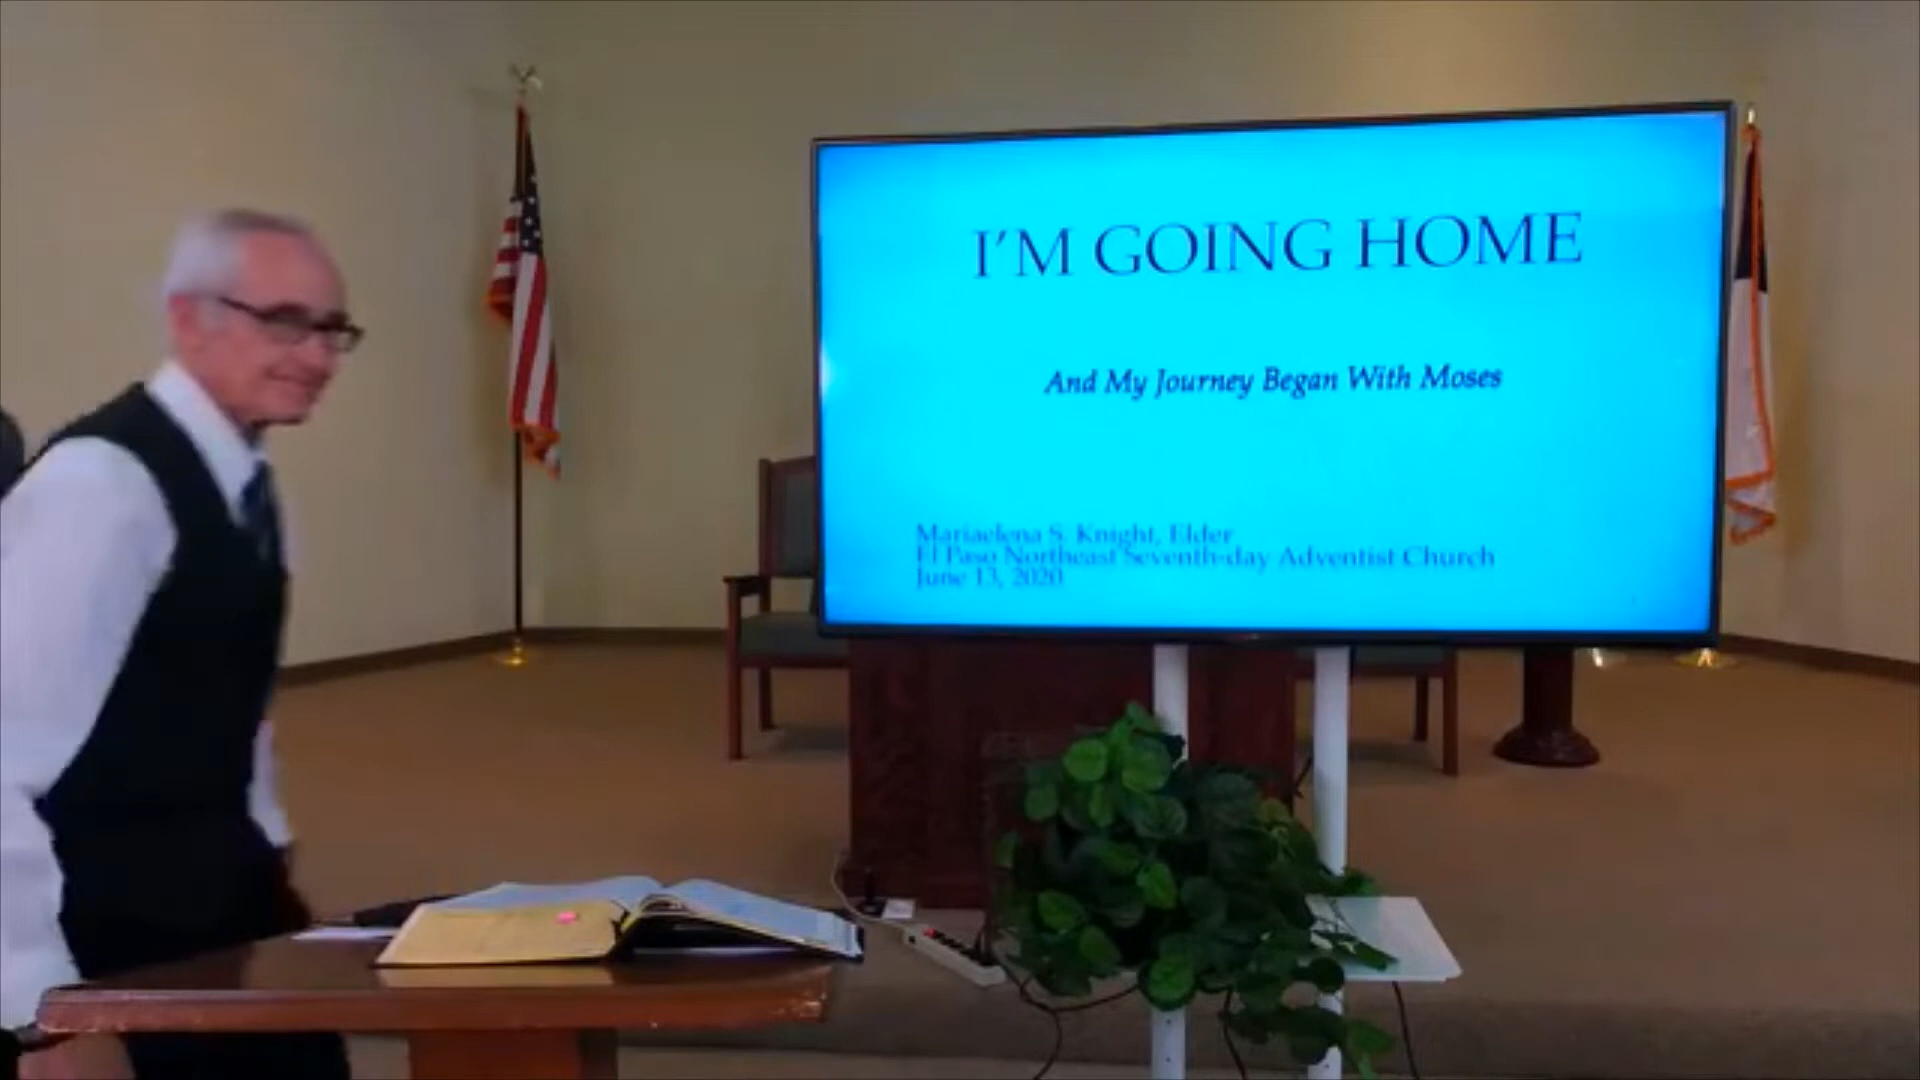 I'M GOING HOME
And My Journey Began With Moses
Mariaelena S. Knight, Elder
El Paso Northeast Seventh-day Adventist Church
June 13, 2020